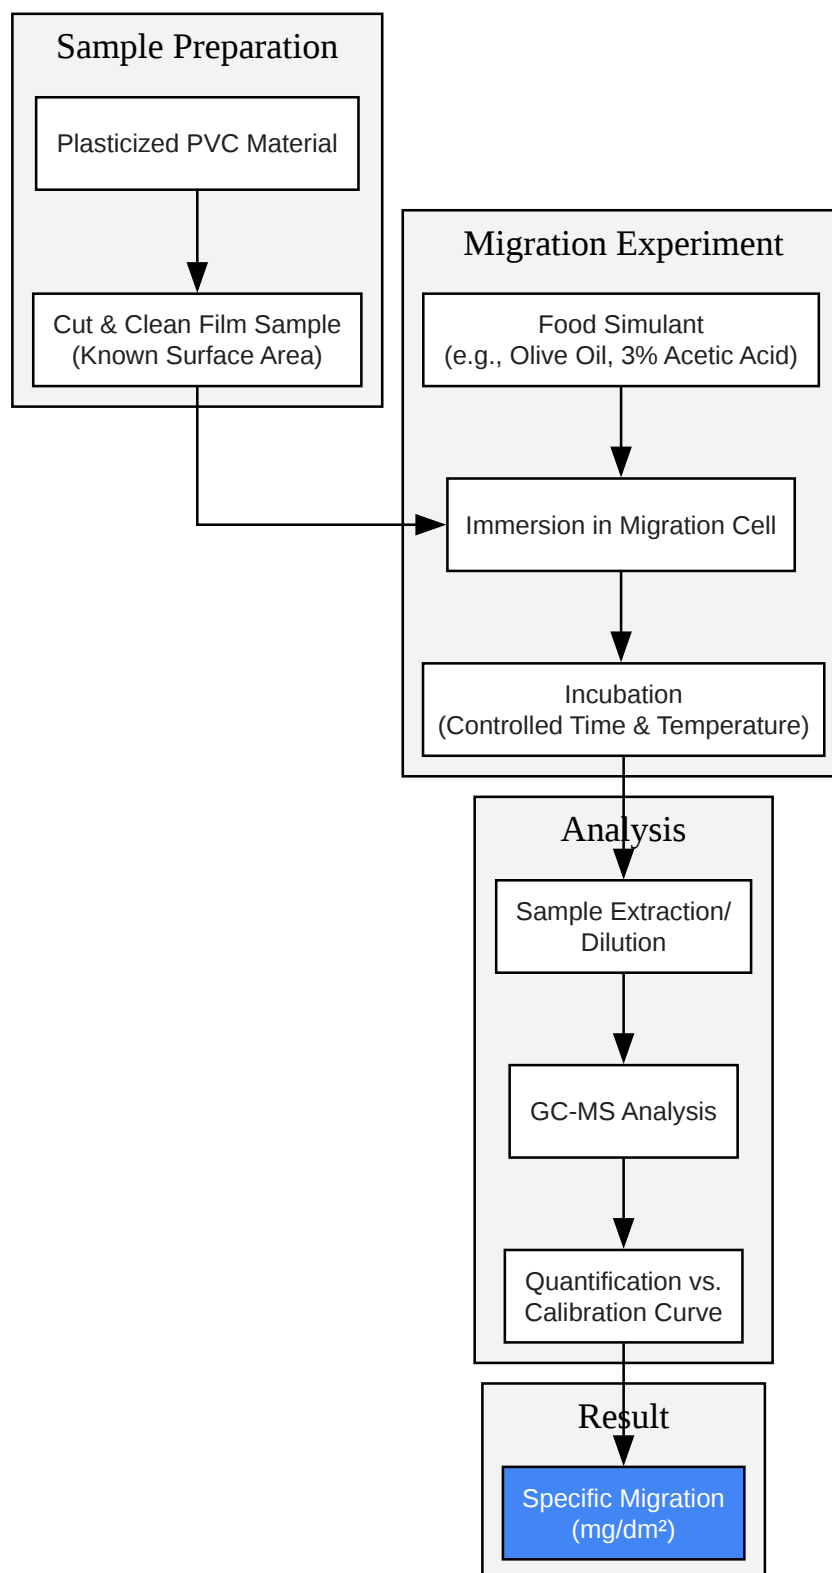 Sample Preparation
Plasticized PVC Material
Cut & Clean Film Sample
(Known Surface Area)
Migration Experiment
Food Simulant
(e.g., Olive Oil, 3% Acetic Acid)
Immersion in Migration Cell
Incubation
(Controlled Time & Temperature)
Analysis
Sample Extraction/
Dilution
GC-MS Analysis
Quantification vs.
Calibration Curve
Result
Specific Migration
(mg/dm²)